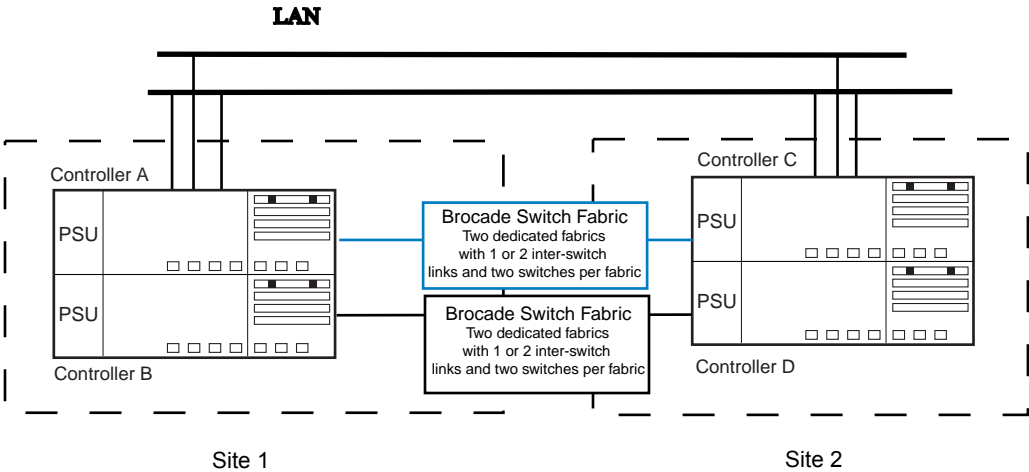 LAN
Controller A
Controller C
PSU
PSU
Brocade Switch Fabric
Two dedicated fabrics
with 1 or 2 inter-switch
links and two switches per fabric
PSU
PSU
Brocade Switch Fabric
Two dedicated fabrics
with 1 or 2 inter-switch
links and two switches per fabric
Controller B
Controller D
Site 1
Site 2